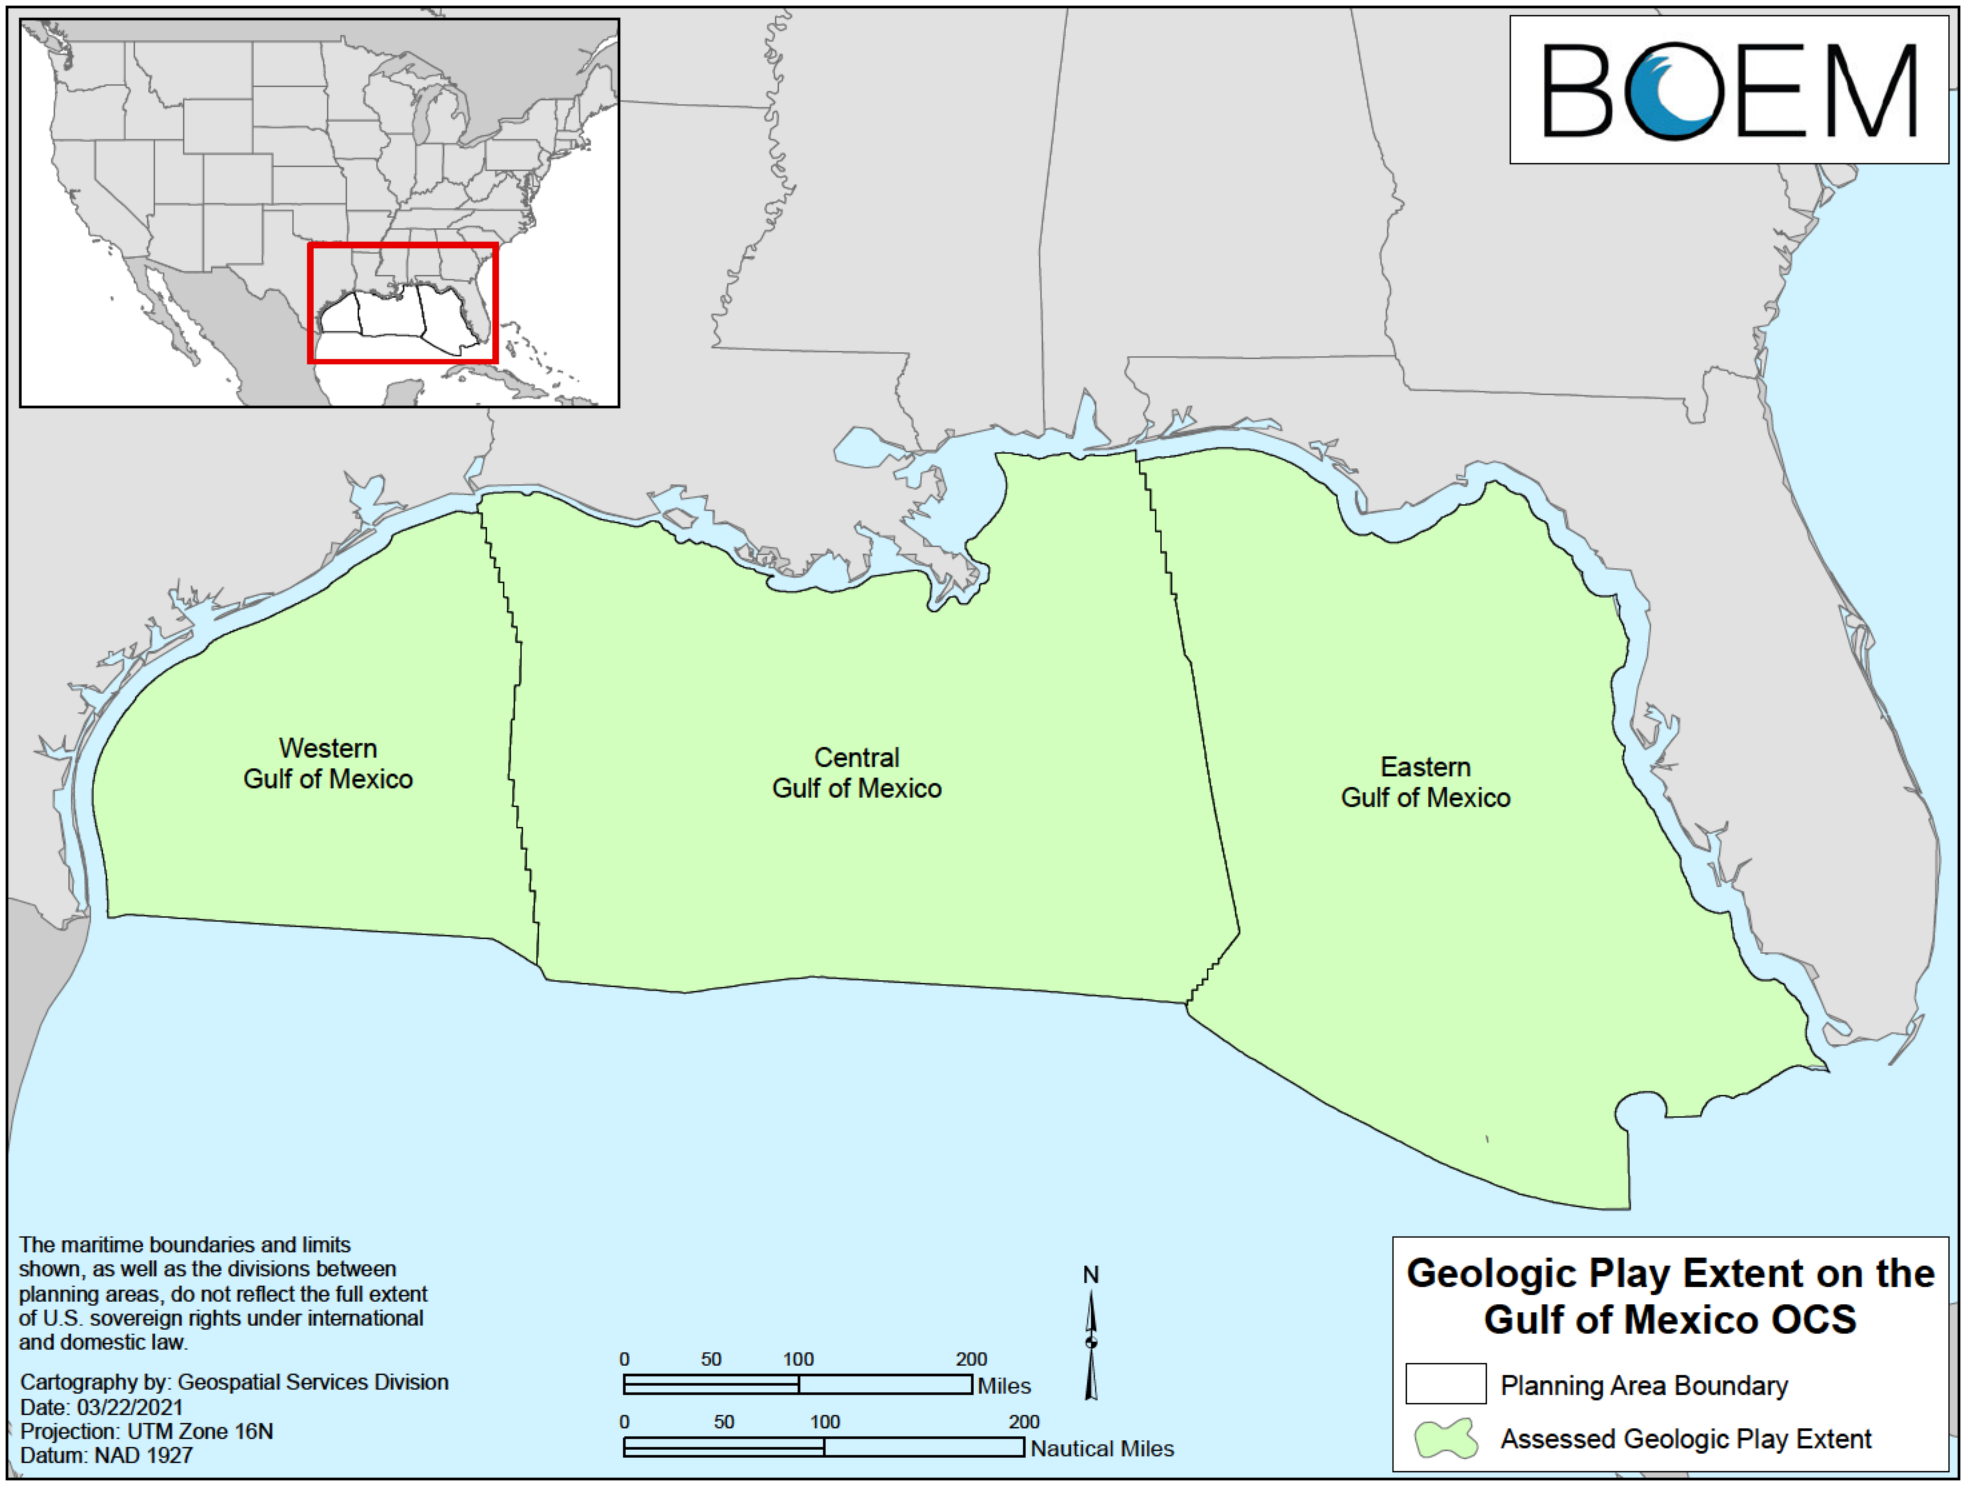 BOEM
Western
Gulf of Mexico
Central
Gulf of Mexico
Eastern
Gulf of Mexico
The maritime boundaries and limits
shown, as well as the divisions between
planning areas, do not reflect the full extent
of U.S. sovereign rights under international
and domestic law.
Cartography by: Geospatial Services Division
Date: 03/22/2021
Projection: UTM Zone 16N
Datum: NAD 1927
0 50 100 200
Miles
0 50 100 200
Nautical Miles
N
Geologic Play Extent on the
Gulf of Mexico OCS
Planning Area Boundary
Assessed Geologic Play Extent